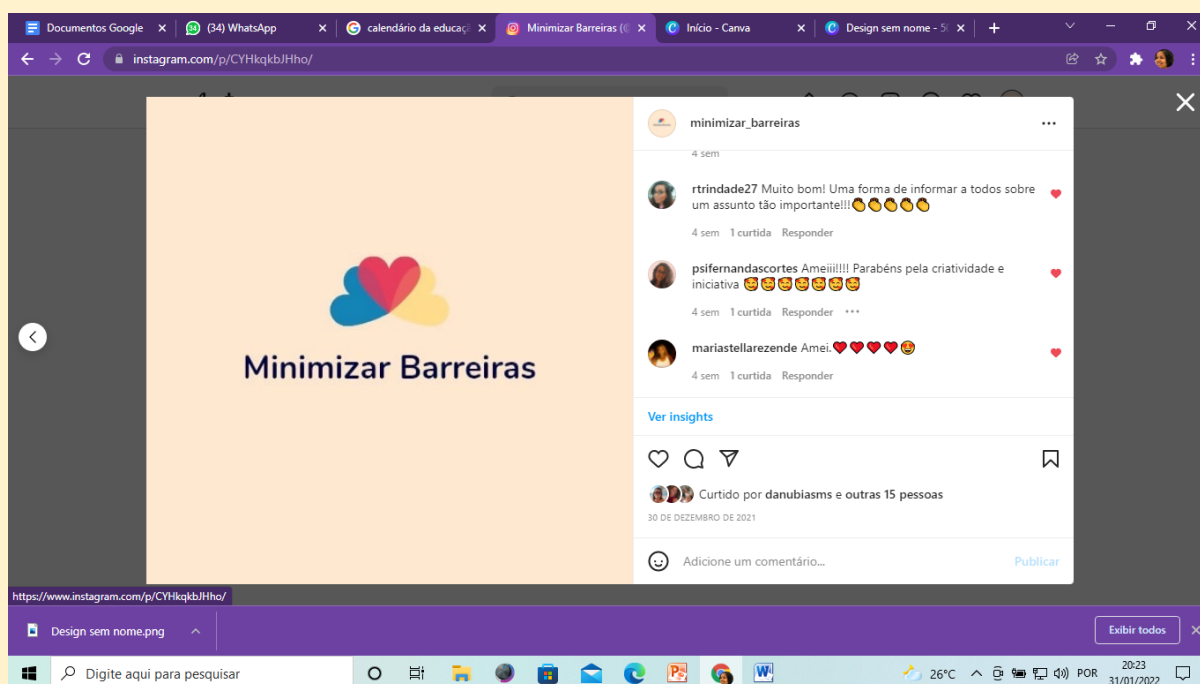 Documentos Google
(34) WhatsApp
calendário da educaçã
Minimizar Barreiras (@
Início - Canva
Design sem nome - 5
instagram.com/p/CYHkqkbJHho/
Minimizar Barreiras
minimizar_barreiras
4 sem
rtrindade27 Muito bom! Uma forma de informar a todos sobre
um assunto tão importante!!!👏👏👏👏👏
4 sem 1 curtida Responder
psifernandascortes Ameiii!!!! Parabéns pela criatividade e
iniciativa 🥰🥰🥰🥰🥰🥰🥰
4 sem 1 curtida Responder
mariastellarezende Amei.❤❤❤❤😍
4 sem 1 curtida Responder
Ver insights
Curtido por danubiasms e outras 15 pessoas
30 DE DEZEMBRO DE 2021
Adicione um comentário...
Publicar
https://www.instagram.com/p/CYHkqkbJHho/
Design sem nome.png
Exibir todos
Digite aqui para pesquisar
26°C
POR
20:23
31/01/2022